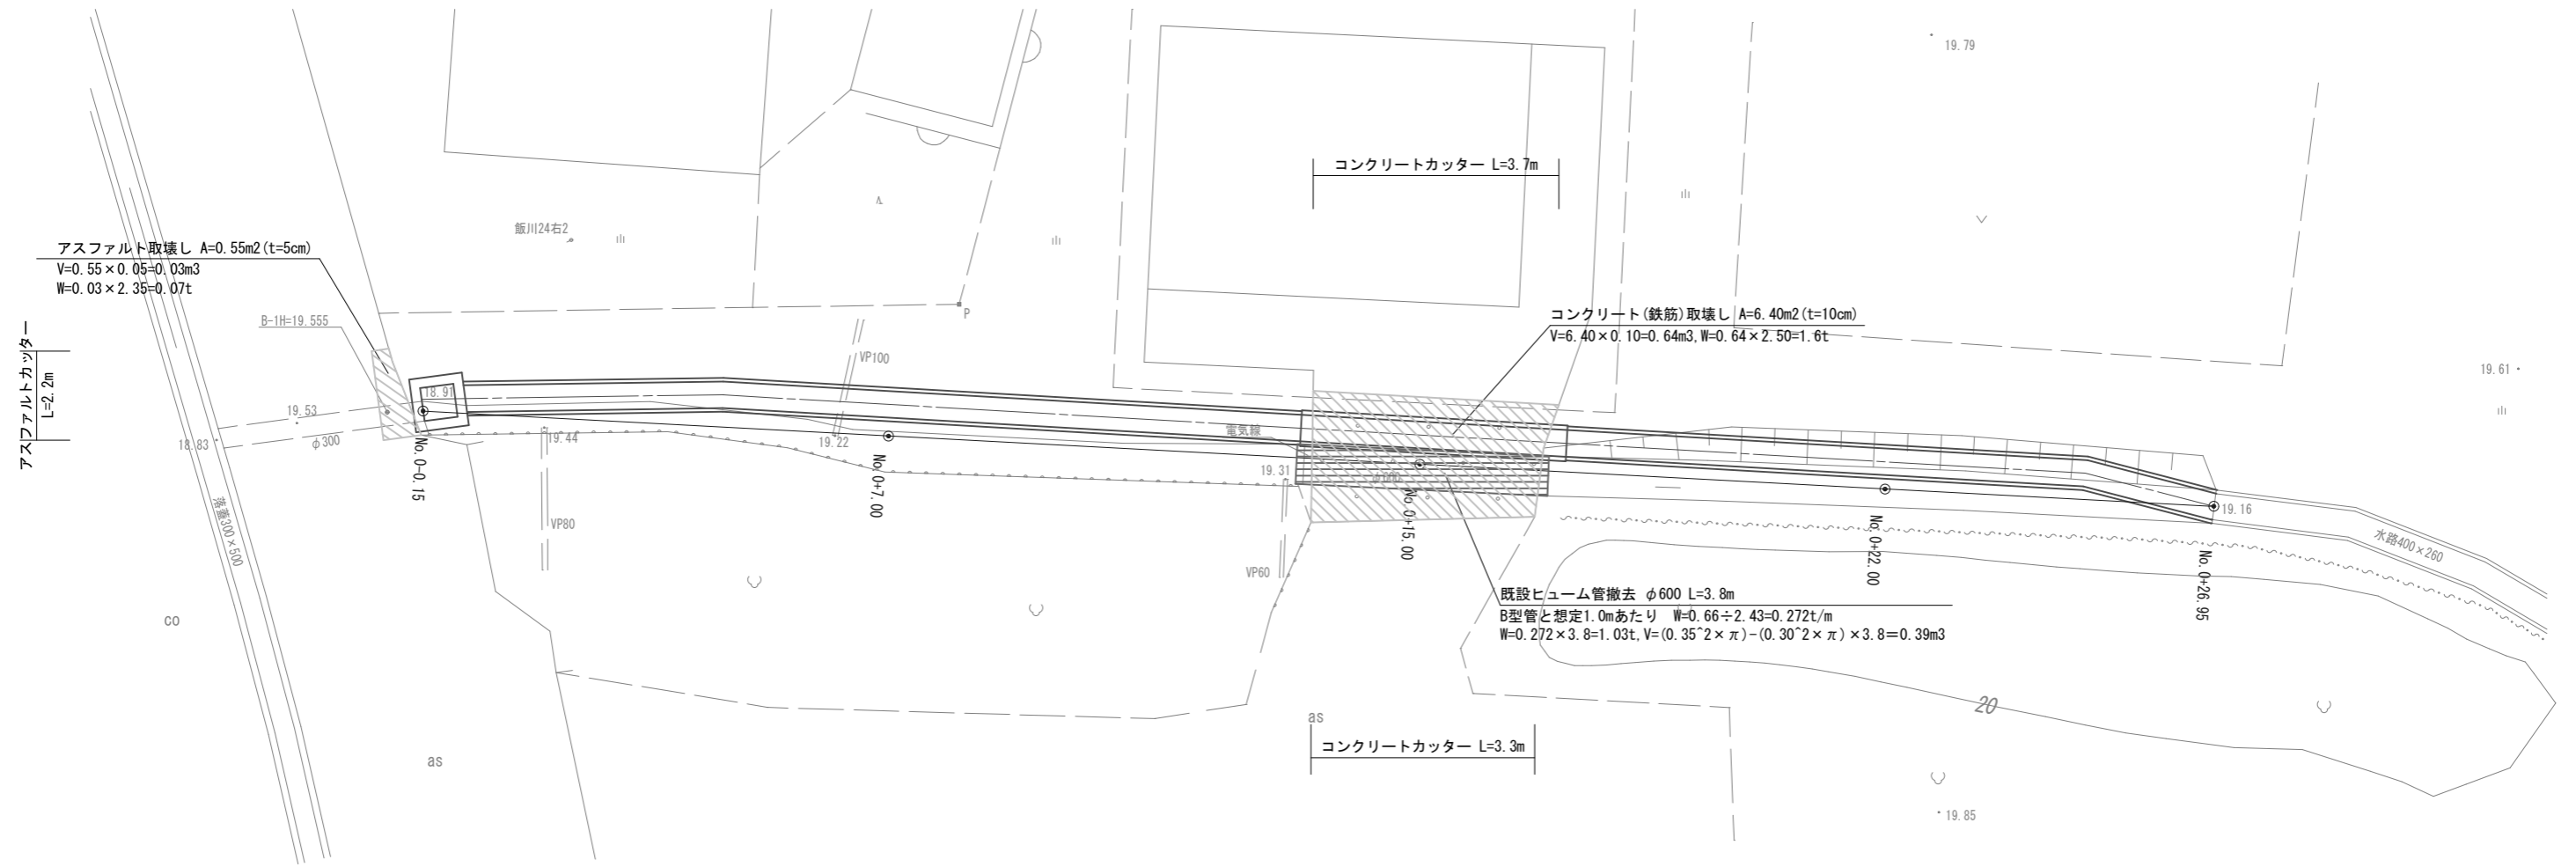 19.79
コンクリートカッター L=3.7m
飯川24右2
アスファルト取壊し A=0.55m2(t=5cm)
V=0.55×0.05=0.03m3
W=0.03×2.35=0.07t
B-1H=19.555
P
コンクリート(鉄筋)取壊し A=6.40m2(t=10cm)
V=6.40×0.10=0.64m3,W=0.64×2.50=1.6t
アスファルトカッター
L=2.2m
VP100
19.61
18.91
19.53
18.83
φ300
19.44
19.22
電気線
19.31
No.0-0.15
No.0+7.00
No.0+15.00
No.0+22.00
No.0+26.95
19.16
水路400×260
落蓋300×500
VP80
VP60
既設ヒューム管撤去 φ600 L=3.8m
B型管と想定1.0mあたり W=0.66÷2.43=0.272t/m
W=0.272×3.8=1.03t,V=(0.35^2×π)-(0.30^2×π)×3.8=0.39m3
co
20
as
コンクリートカッター L=3.3m
as
19.85